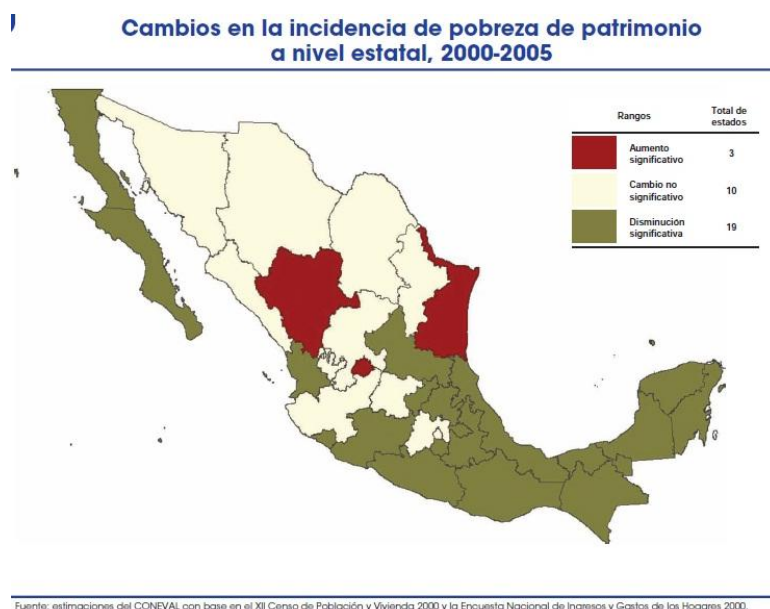 Cambios en la incidencia de pobreza de patrimonio
a nivel estatal, 2000-2005
Rangos
Total de
estados
Aumento
significativo
3
Cambio no
significativo
10
Disminución
significativa
19
Fuente: estimaciones del CONEVAL con base en el XII Censo de Población y Vivienda 2000 y la Encuesta Nacional de Ingresos y Gastos de los Hogares 2000,